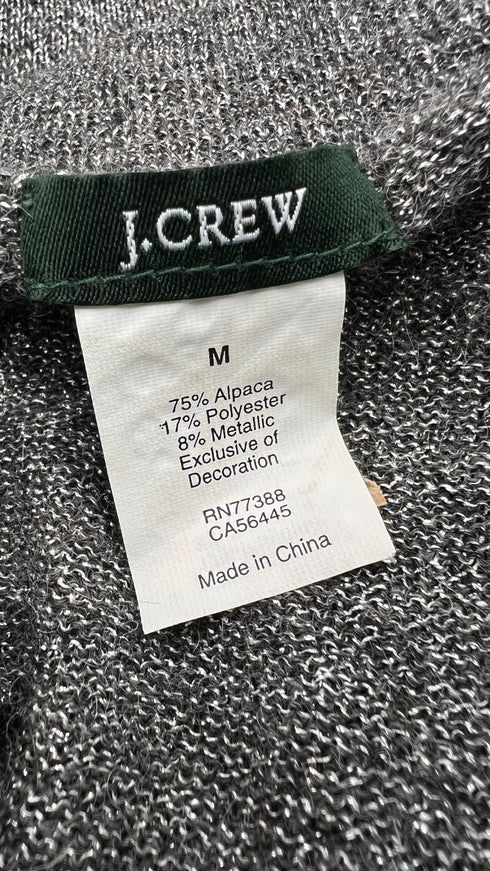 J.CREW
M
75% Alpaca
17% Polyester
8% Metallic
Exclusive of
Decoration
RN77388
CA56445
Made in China